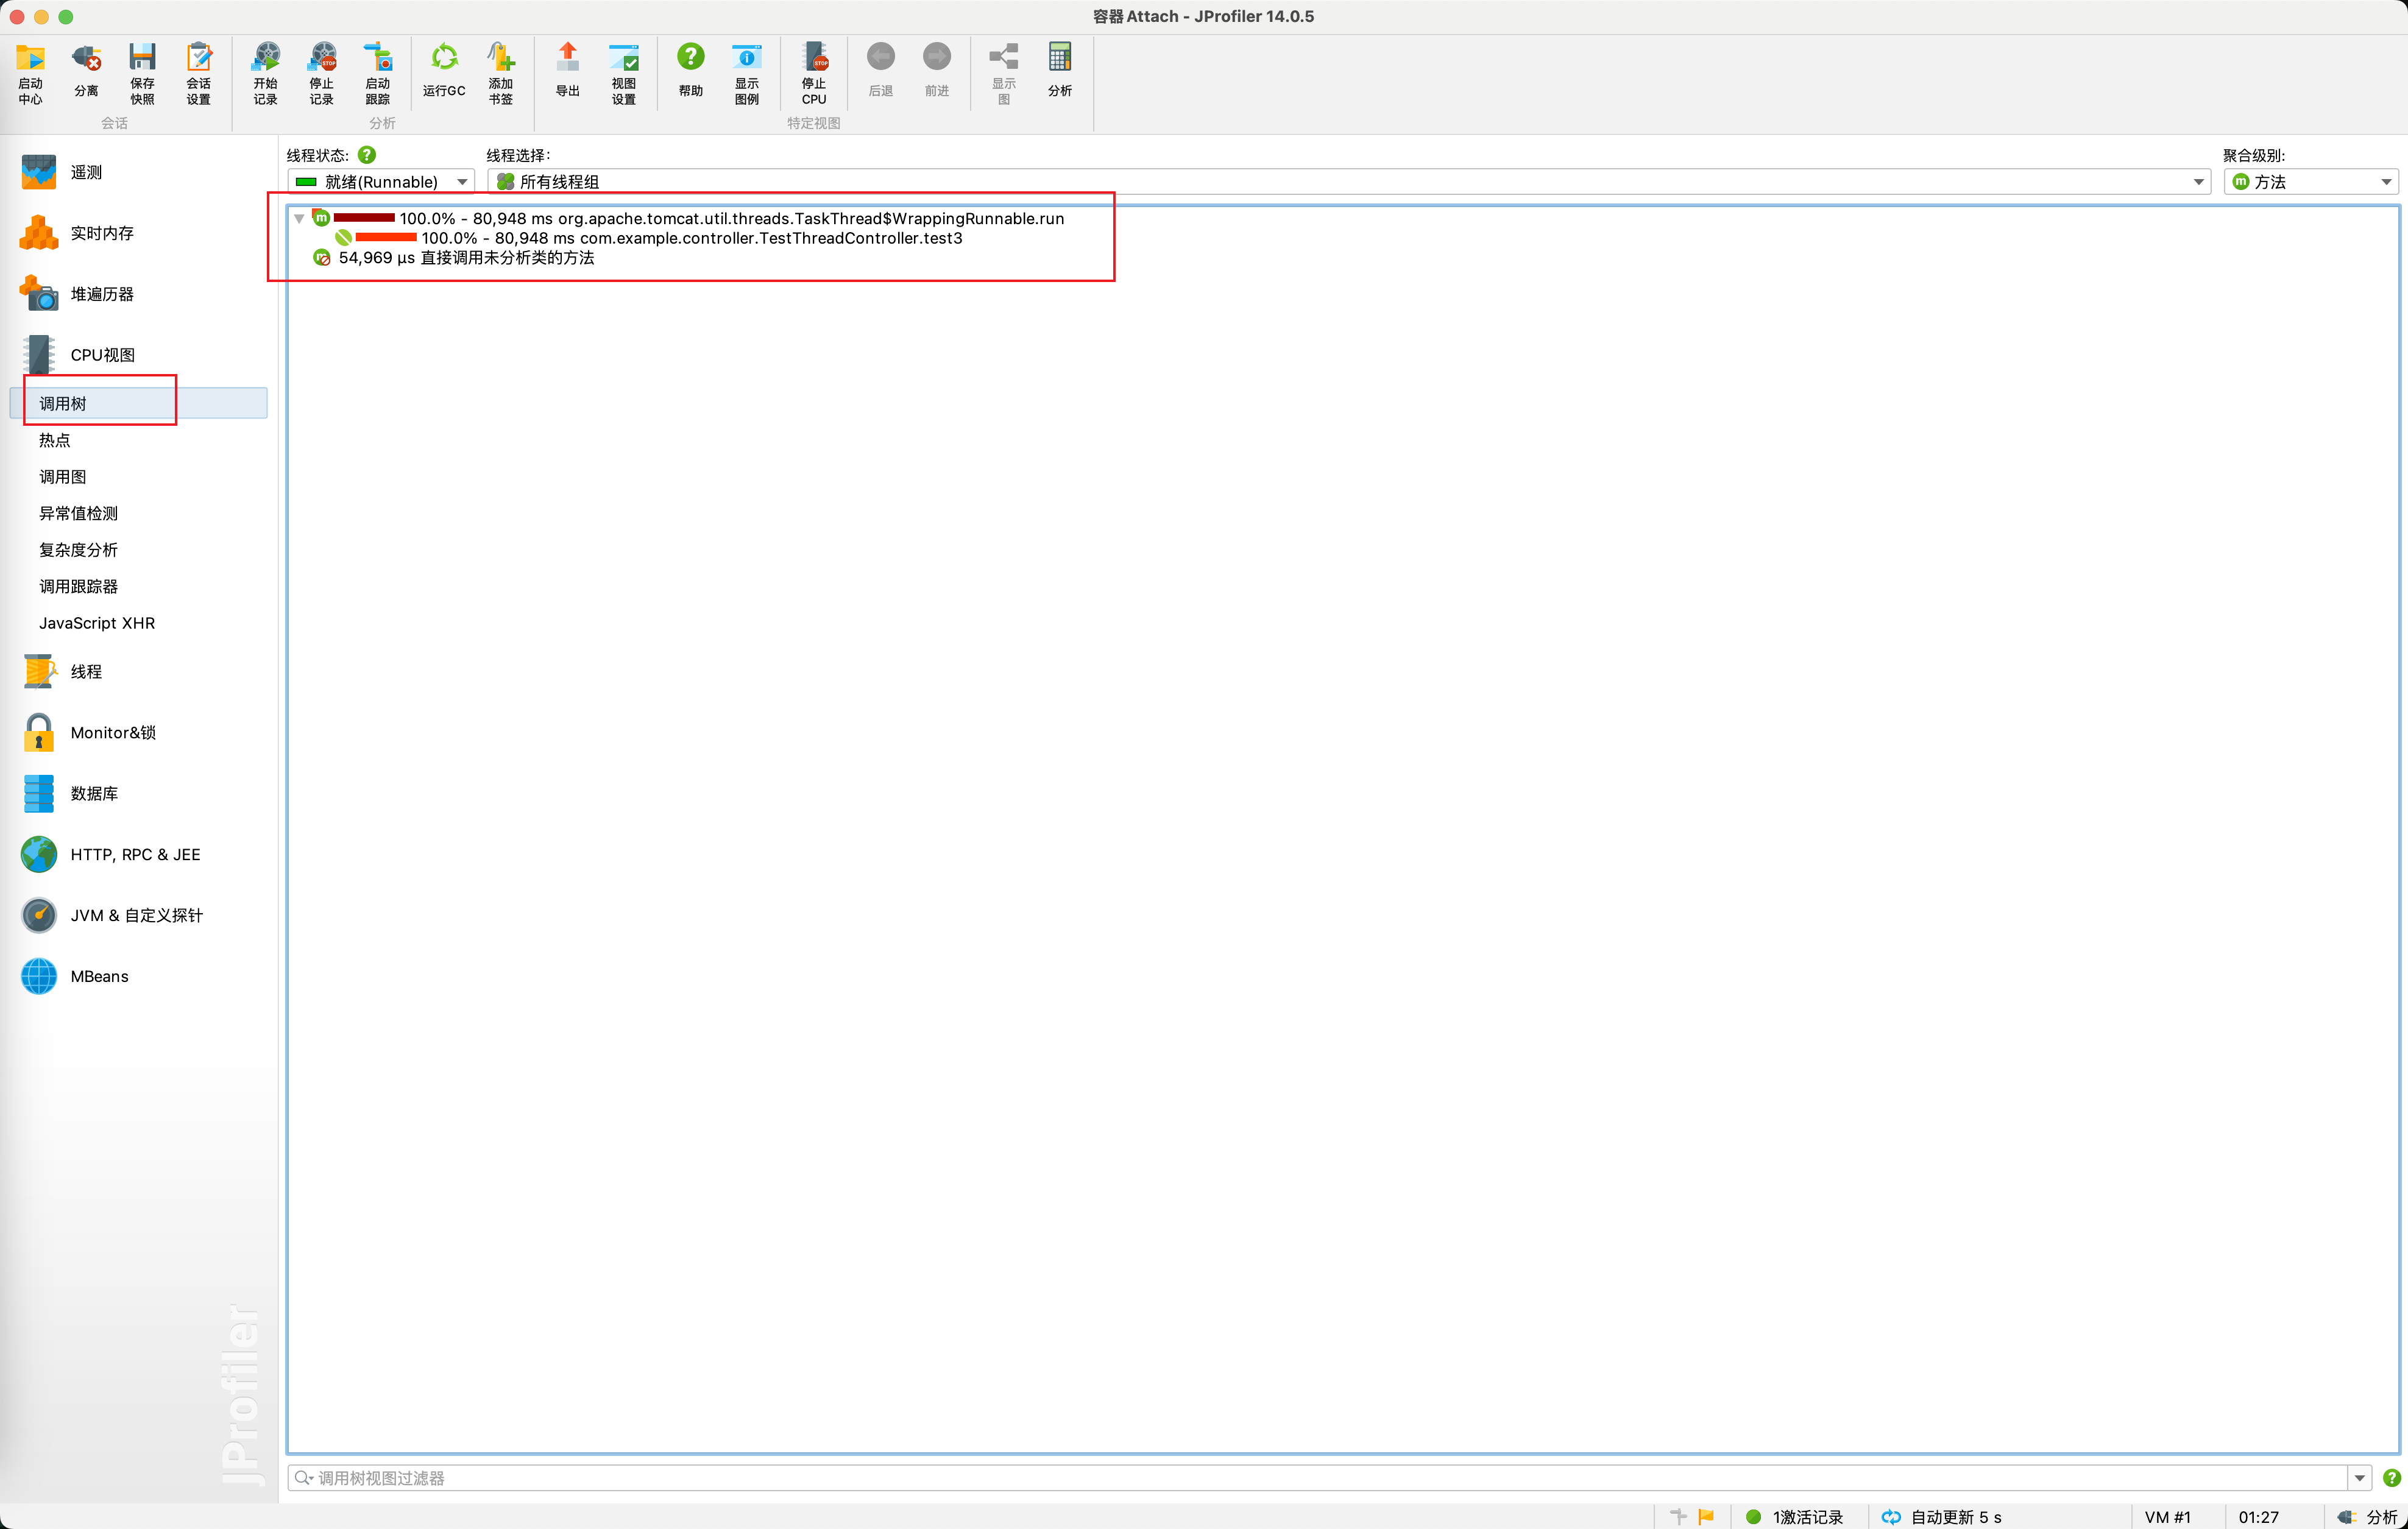 容器 Attach - JProfiler 14.0.5
启动中心
分离
保存快照
会话设置
开始记录
停止记录
启动跟踪
运行GC
添加书签
导出
视图设置
帮助
显示图例
停止CPU
后退
前进
显示图
分析
会话
分析
特定视图
线程状态:
线程选择:
聚合级别:
就绪(Runnable)
所有线程组
方法
100.0% - 80,948 ms org.apache.tomcat.util.threads.TaskThread$WrappingRunnable.run
100.0% - 80,948 ms com.example.controller.TestThreadController.test3
54,969 µs 直接调用未分析类的方法
遥测
实时内存
堆遍历器
CPU视图
调用树
热点
调用图
异常值检测
复杂度分析
调用跟踪器
JavaScript XHR
线程
Monitor&锁
数据库
HTTP, RPC & JEE
JVM & 自定义探针
MBeans
JProfiler
调用树视图过滤器
1激活记录
自动更新 5 s
VM #1
01:27
分析